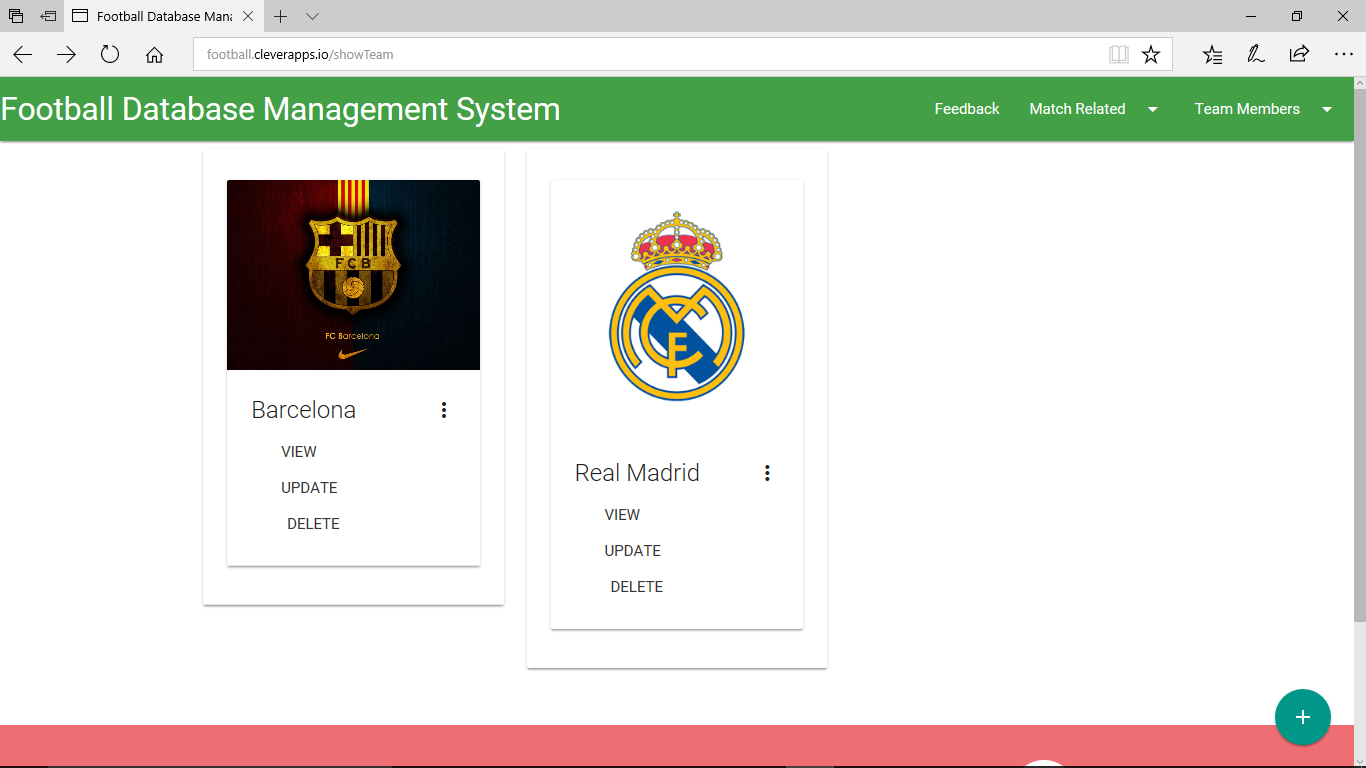 Football Database Mana
football.cleverapps.io/showTeam
Football Database Management System
Feedback
Match Related
Team Members
FCB
FC Barcelona
Barcelona
VIEW
UPDATE
DELETE
Real Madrid
VIEW
UPDATE
DELETE